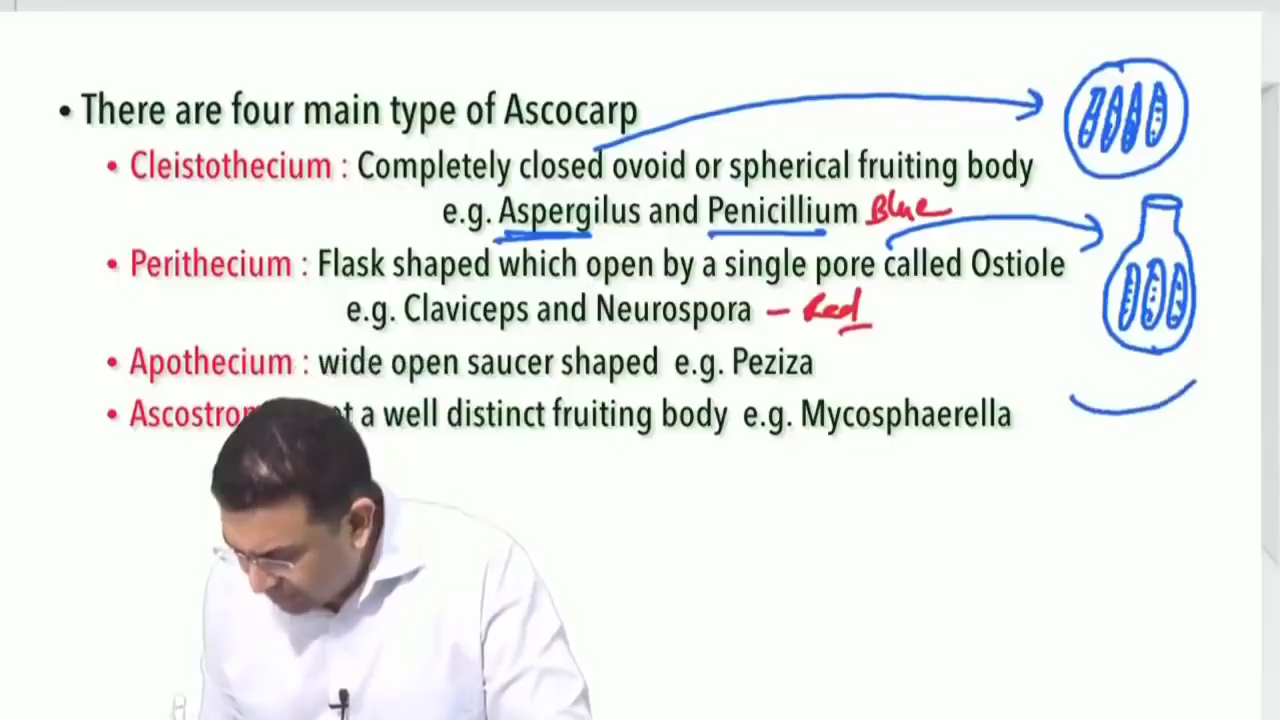 • There are four main type of Ascocarp
• Cleistothecium : Completely closed ovoid or spherical fruiting body
e.g. Aspergilus and Penicillium Blue
• Perithecium : Flask shaped which open by a single pore called Ostiole
e.g. Claviceps and Neurospora – Red
• Apothecium : wide open saucer shaped e.g. Peziza
• a well distinct fruiting body e.g. Mycosphaerella